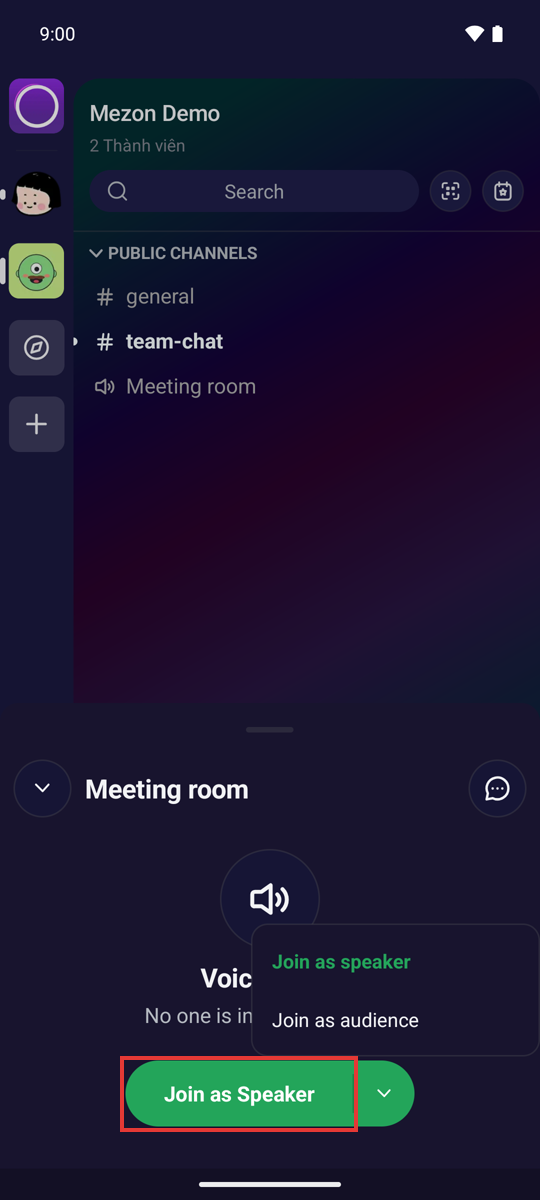 9:00
Mezon Demo
2 Thành viên
Search
PUBLIC CHANNELS
general
team-chat
Meeting room
Meeting room
Join as speaker
Voic
No one is in
Join as audience
Join as Speaker